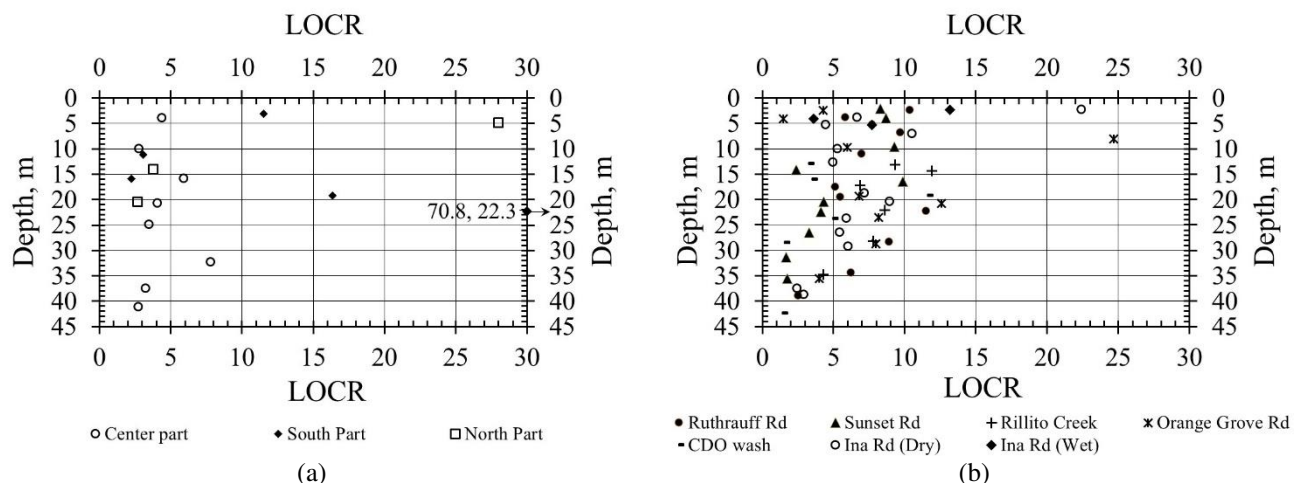 LOCR
0 5 10 15 20 25 30
0
5
10
15
20
25
30
35
40
45
Depth, m
70.8, 22.3
0
5
10
15
20
25
30
35
40
45
Depth, m
0 5 10 15 20 25 30
LOCR
Center part South Part North Part
(a)
LOCR
0 5 10 15 20 25 30
0
5
10
15
20
25
30
35
40
45
Depth, m
0
5
10
15
20
25
30
35
40
45
Depth, m
0 5 10 15 20 25 30
LOCR
Ruthrauff Rd Sunset Rd Rillito Creek Orange Grove Rd
CDO wash Ina Rd (Dry) Ina Rd (Wet)
(b)